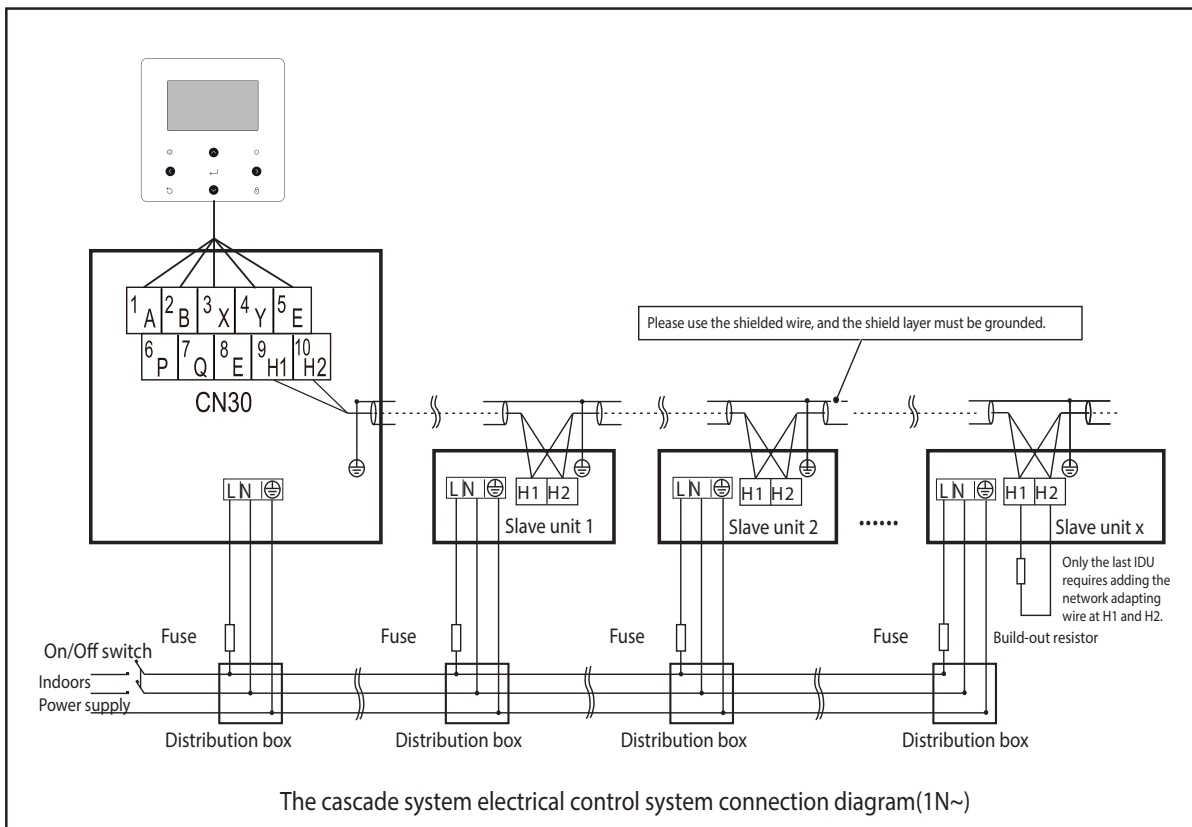 1 A 2 B 3 X 4 Y 5 E
6 P 7 Q 8 E 9 H1 10 H2
CN30
Please use the shielded wire, and the shield layer must be grounded.
L N
L N
H1 H2
Slave unit 1
L N
H1 H2
Slave unit 2
......
L N
H1 H2
Slave unit x
Only the last IDU
requires adding the
network adapting
wire at H1 and H2.
Build-out resistor
Fuse
Fuse
Fuse
Fuse
On/Off switch
Indoors
Power supply
Distribution box
Distribution box
Distribution box
Distribution box
The cascade system electrical control system connection diagram(1N~)